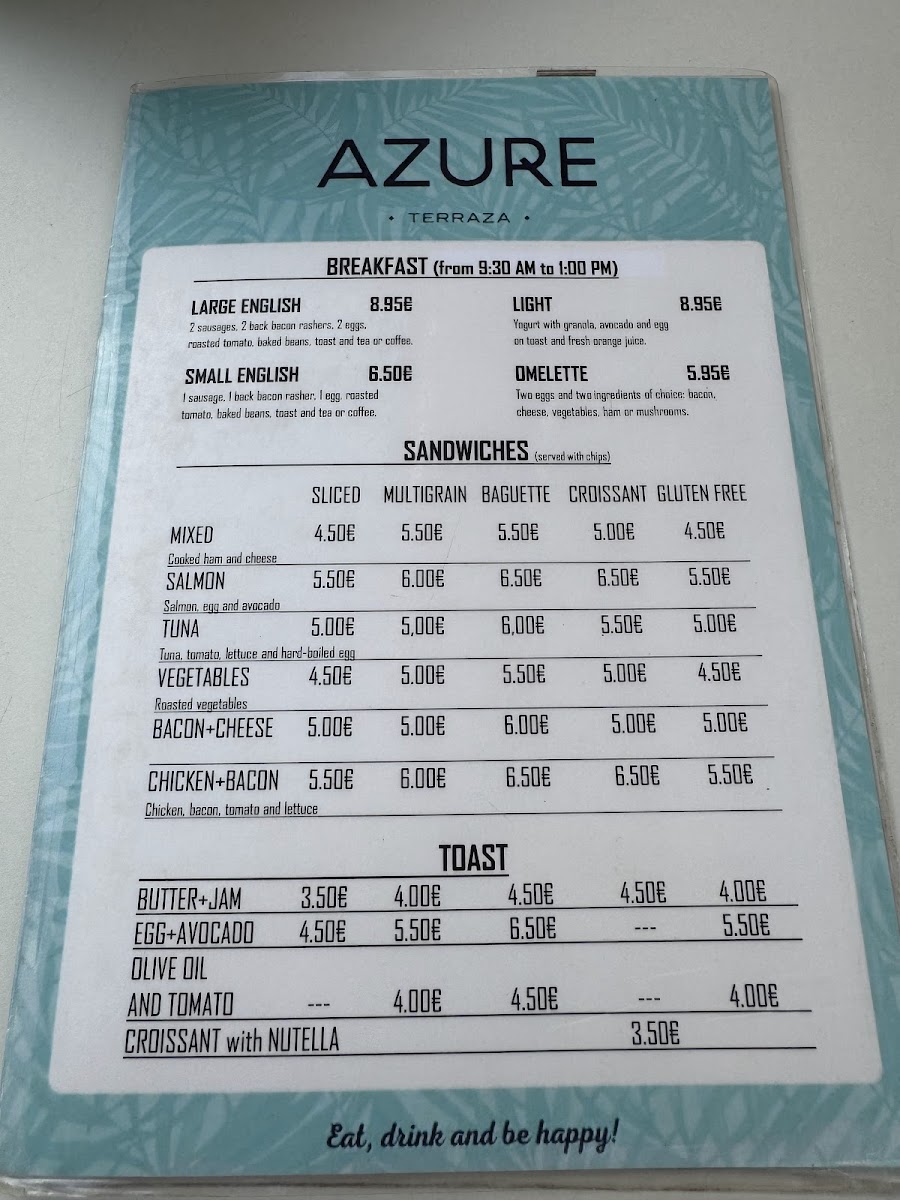 AZURE
• TERRAZA •
BREAKFAST (from 9:30 AM to 1:00 PM)
LARGE ENGLISH 8.95€
2 sausages, 2 back bacon rashers, 2 eggs,
roasted tomato, baked beans, toast and tea or coffee.
LIGHT 8.95€
Yogurt with granola, avocado and egg
on toast and fresh orange juice.
SMALL ENGLISH 6.50€
1 sausage, 1 back bacon rasher, 1 egg, roasted
tomato, baked beans, toast and tea or coffee.
OMELETTE 5.95€
Two eggs and two ingredients of choice: bacon,
cheese, vegetables, ham or mushrooms.
SANDWICHES (served with chips)
SLICED MULTIGRAIN BAGUETTE CROISSANT GLUTEN FREE
MIXED 4.50€ 5.50€ 5.50€ 5.00€ 4.50€
Cooked ham and cheese
SALMON 5.50€ 6.00€ 6.50€ 6.50€ 5.50€
Salmon, egg and avocado
TUNA 5.00€ 5,00€ 6,00€ 5.50€ 5.00€
Tuna, tomato, lettuce and hard-boiled egg
VEGETABLES 4.50€ 5.00€ 5.50€ 5.00€ 4.50€
Roasted vegetables
BACON+CHEESE 5.00€ 5.00€ 6.00€ 5.00€ 5.00€
CHICKEN+BACON 5.50€ 6.00€ 6.50€ 6.50€ 5.50€
Chicken, bacon, tomato and lettuce
TOAST
BUTTER+JAM 3.50€ 4.00€ 4.50€ 4.50€ 4.00€
EGG+AVOCADO 4.50€ 5.50€ 6.50€ --- 5.50€
OLIVE OIL
AND TOMATO --- 4.00€ 4.50€ --- 4.00€
CROISSANT with NUTELLA 3.50€
Eat, drink and be happy!